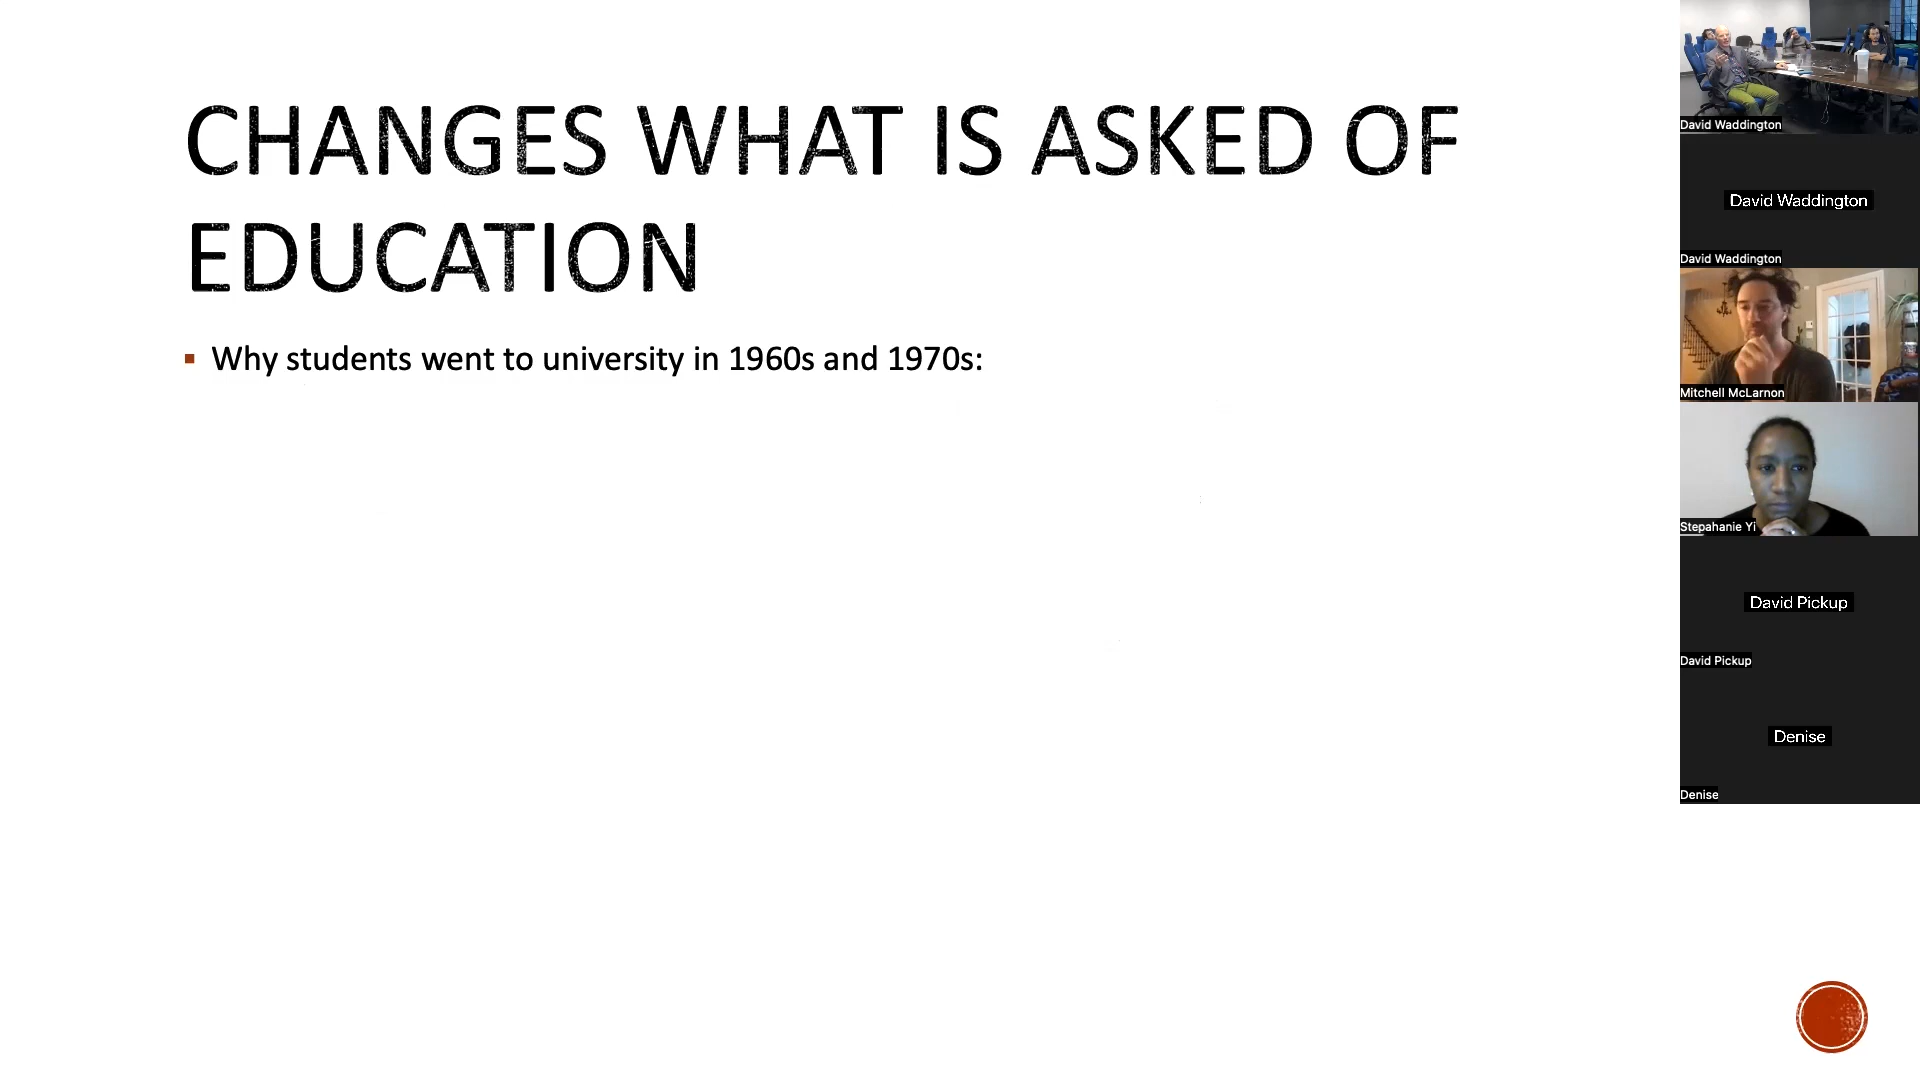 CHANGES WHAT IS ASKED OF
EDUCATION
Why students went to university in 1960s and 1970s:
David Waddington
David Waddington
David Waddington
Mitchell McLarnon
Stepahanie Yi
David Pickup
David Pickup
Denise
Denise